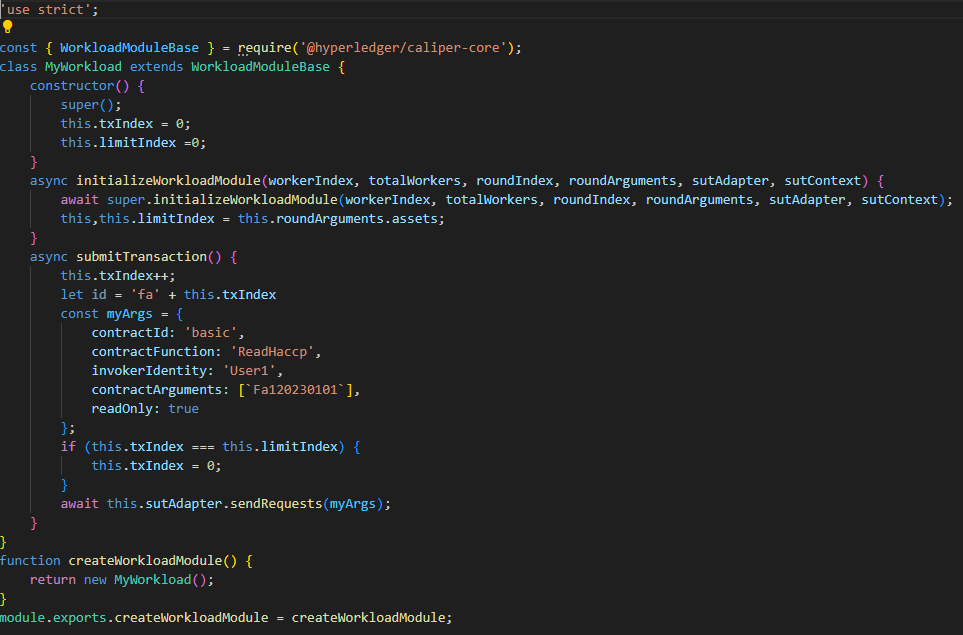 'use strict';
const { WorkloadModuleBase } = require('@hyperledger/caliper-core');
class MyWorkload extends WorkloadModuleBase {
constructor() {
super();
this.txIndex = 0;
this.limitIndex =0;
}
async initializeWorkloadModule(workerIndex, totalWorkers, roundIndex, roundArguments, sutAdapter, sutContext) {
await super.initializeWorkloadModule(workerIndex, totalWorkers, roundIndex, roundArguments, sutAdapter, sutContext);
this,this.limitIndex = this.roundArguments.assets;
}
async submitTransaction() {
this.txIndex++;
let id = 'fa' + this.txIndex
const myArgs = {
contractId: 'basic',
contractFunction: 'ReadHaccp',
invokerIdentity: 'User1',
contractArguments: [`Fa120230101`],
readOnly: true
};
if (this.txIndex === this.limitIndex) {
this.txIndex = 0;
}
await this.sutAdapter.sendRequests(myArgs);
}
}
function createWorkloadModule() {
return new MyWorkload();
}
module.exports.createWorkloadModule = createWorkloadModule;